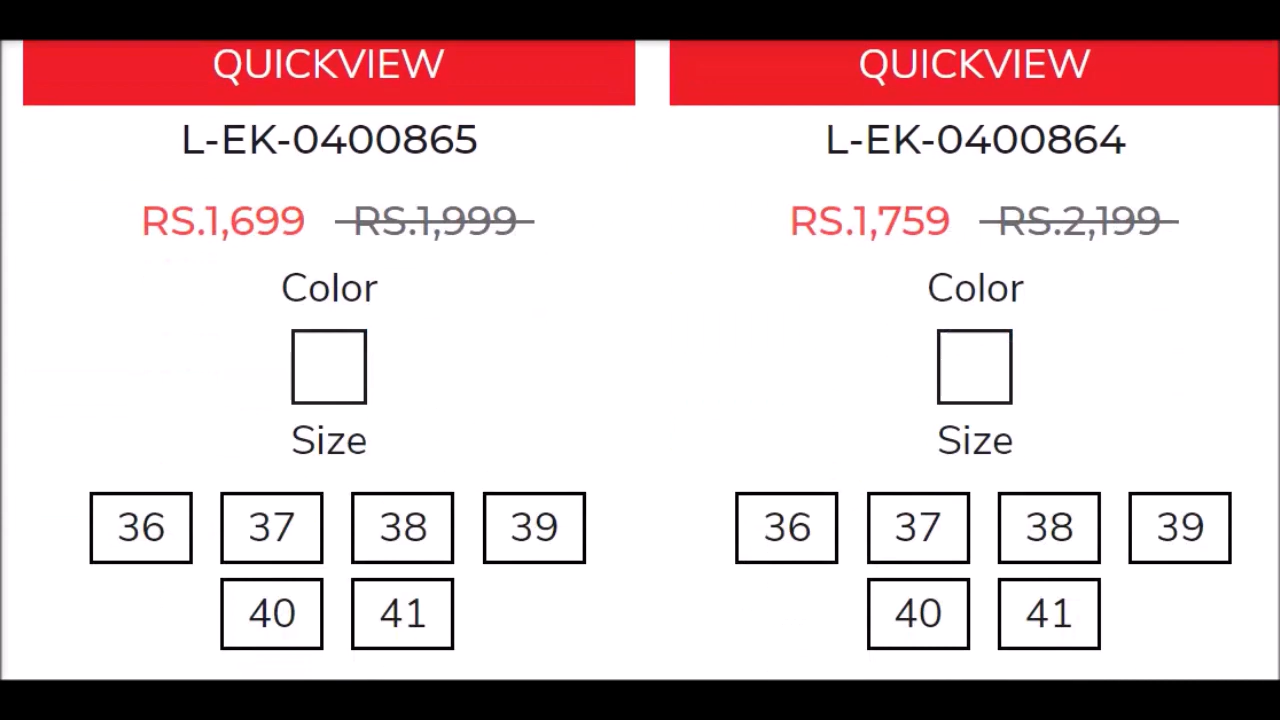 QUICKVIEW
L-EK-0400865
RS.1,699 RS.1,999
Color
Size
36 37 38 39
40 41
QUICKVIEW
L-EK-0400864
RS.1,759 RS.2,199
Color
Size
36 37 38 39
40 41